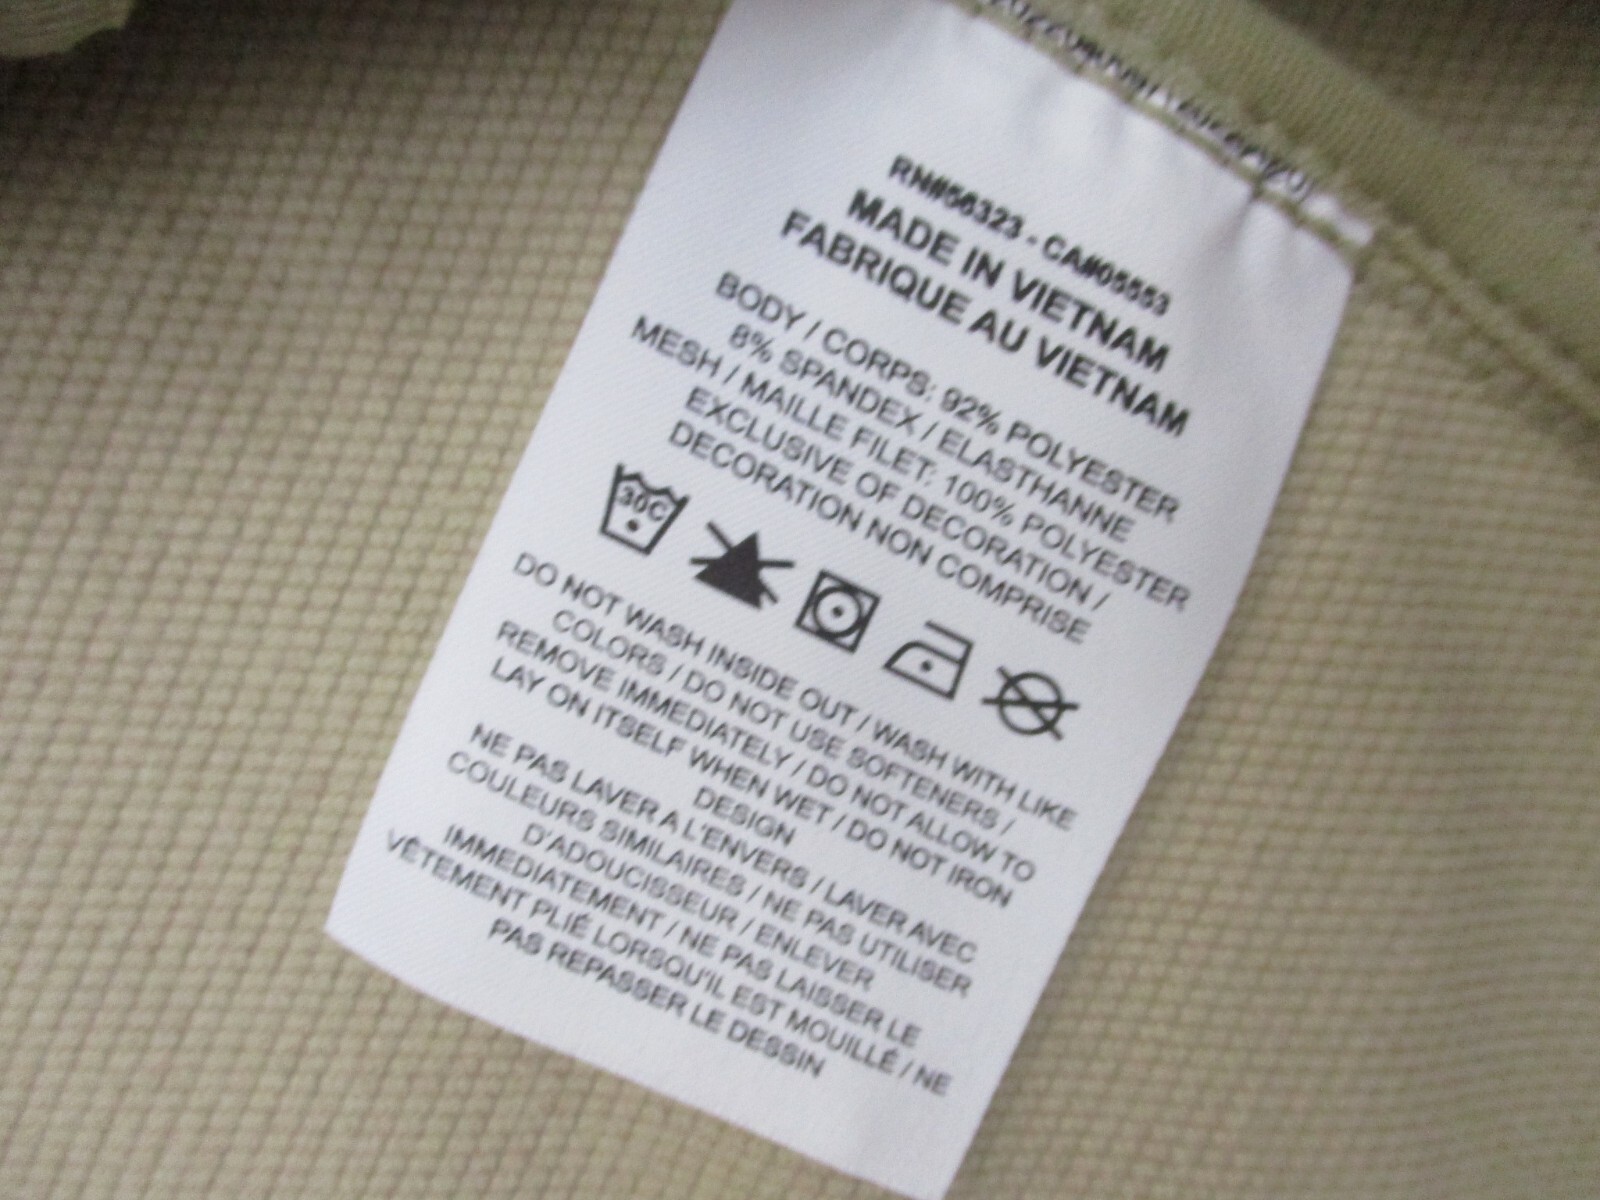 RN#56323 - CA#05553
MADE IN VIETNAM
FABRIQUE AU VIETNAM
BODY / CORPS: 92% POLYESTER
8% SPANDEX / ELASTHANNE
MESH / MAILLE FILET: 100% POLYESTER
EXCLUSIVE OF DECORATION /
DECORATION NON COMPRISE
30C
DO NOT WASH INSIDE OUT / WASH WITH LIKE
COLORS / DO NOT USE SOFTENERS /
REMOVE IMMEDIATELY / DO NOT ALLOW TO
LAY ON ITSELF WHEN WET / DO NOT IRON
DESIGN
NE PAS LAVER A L'ENVERS / LAVER AVEC
COULEURS SIMILAIRES / NE PAS UTILISER
D'ADOUCISSEUR / ENLEVER
IMMEDIATEMENT / NE PAS LAISSER LE
VÊTEMENT PLIÉ LORSQU'IL EST MOUILLÉ / NE
PAS REPASSER LE DESSIN